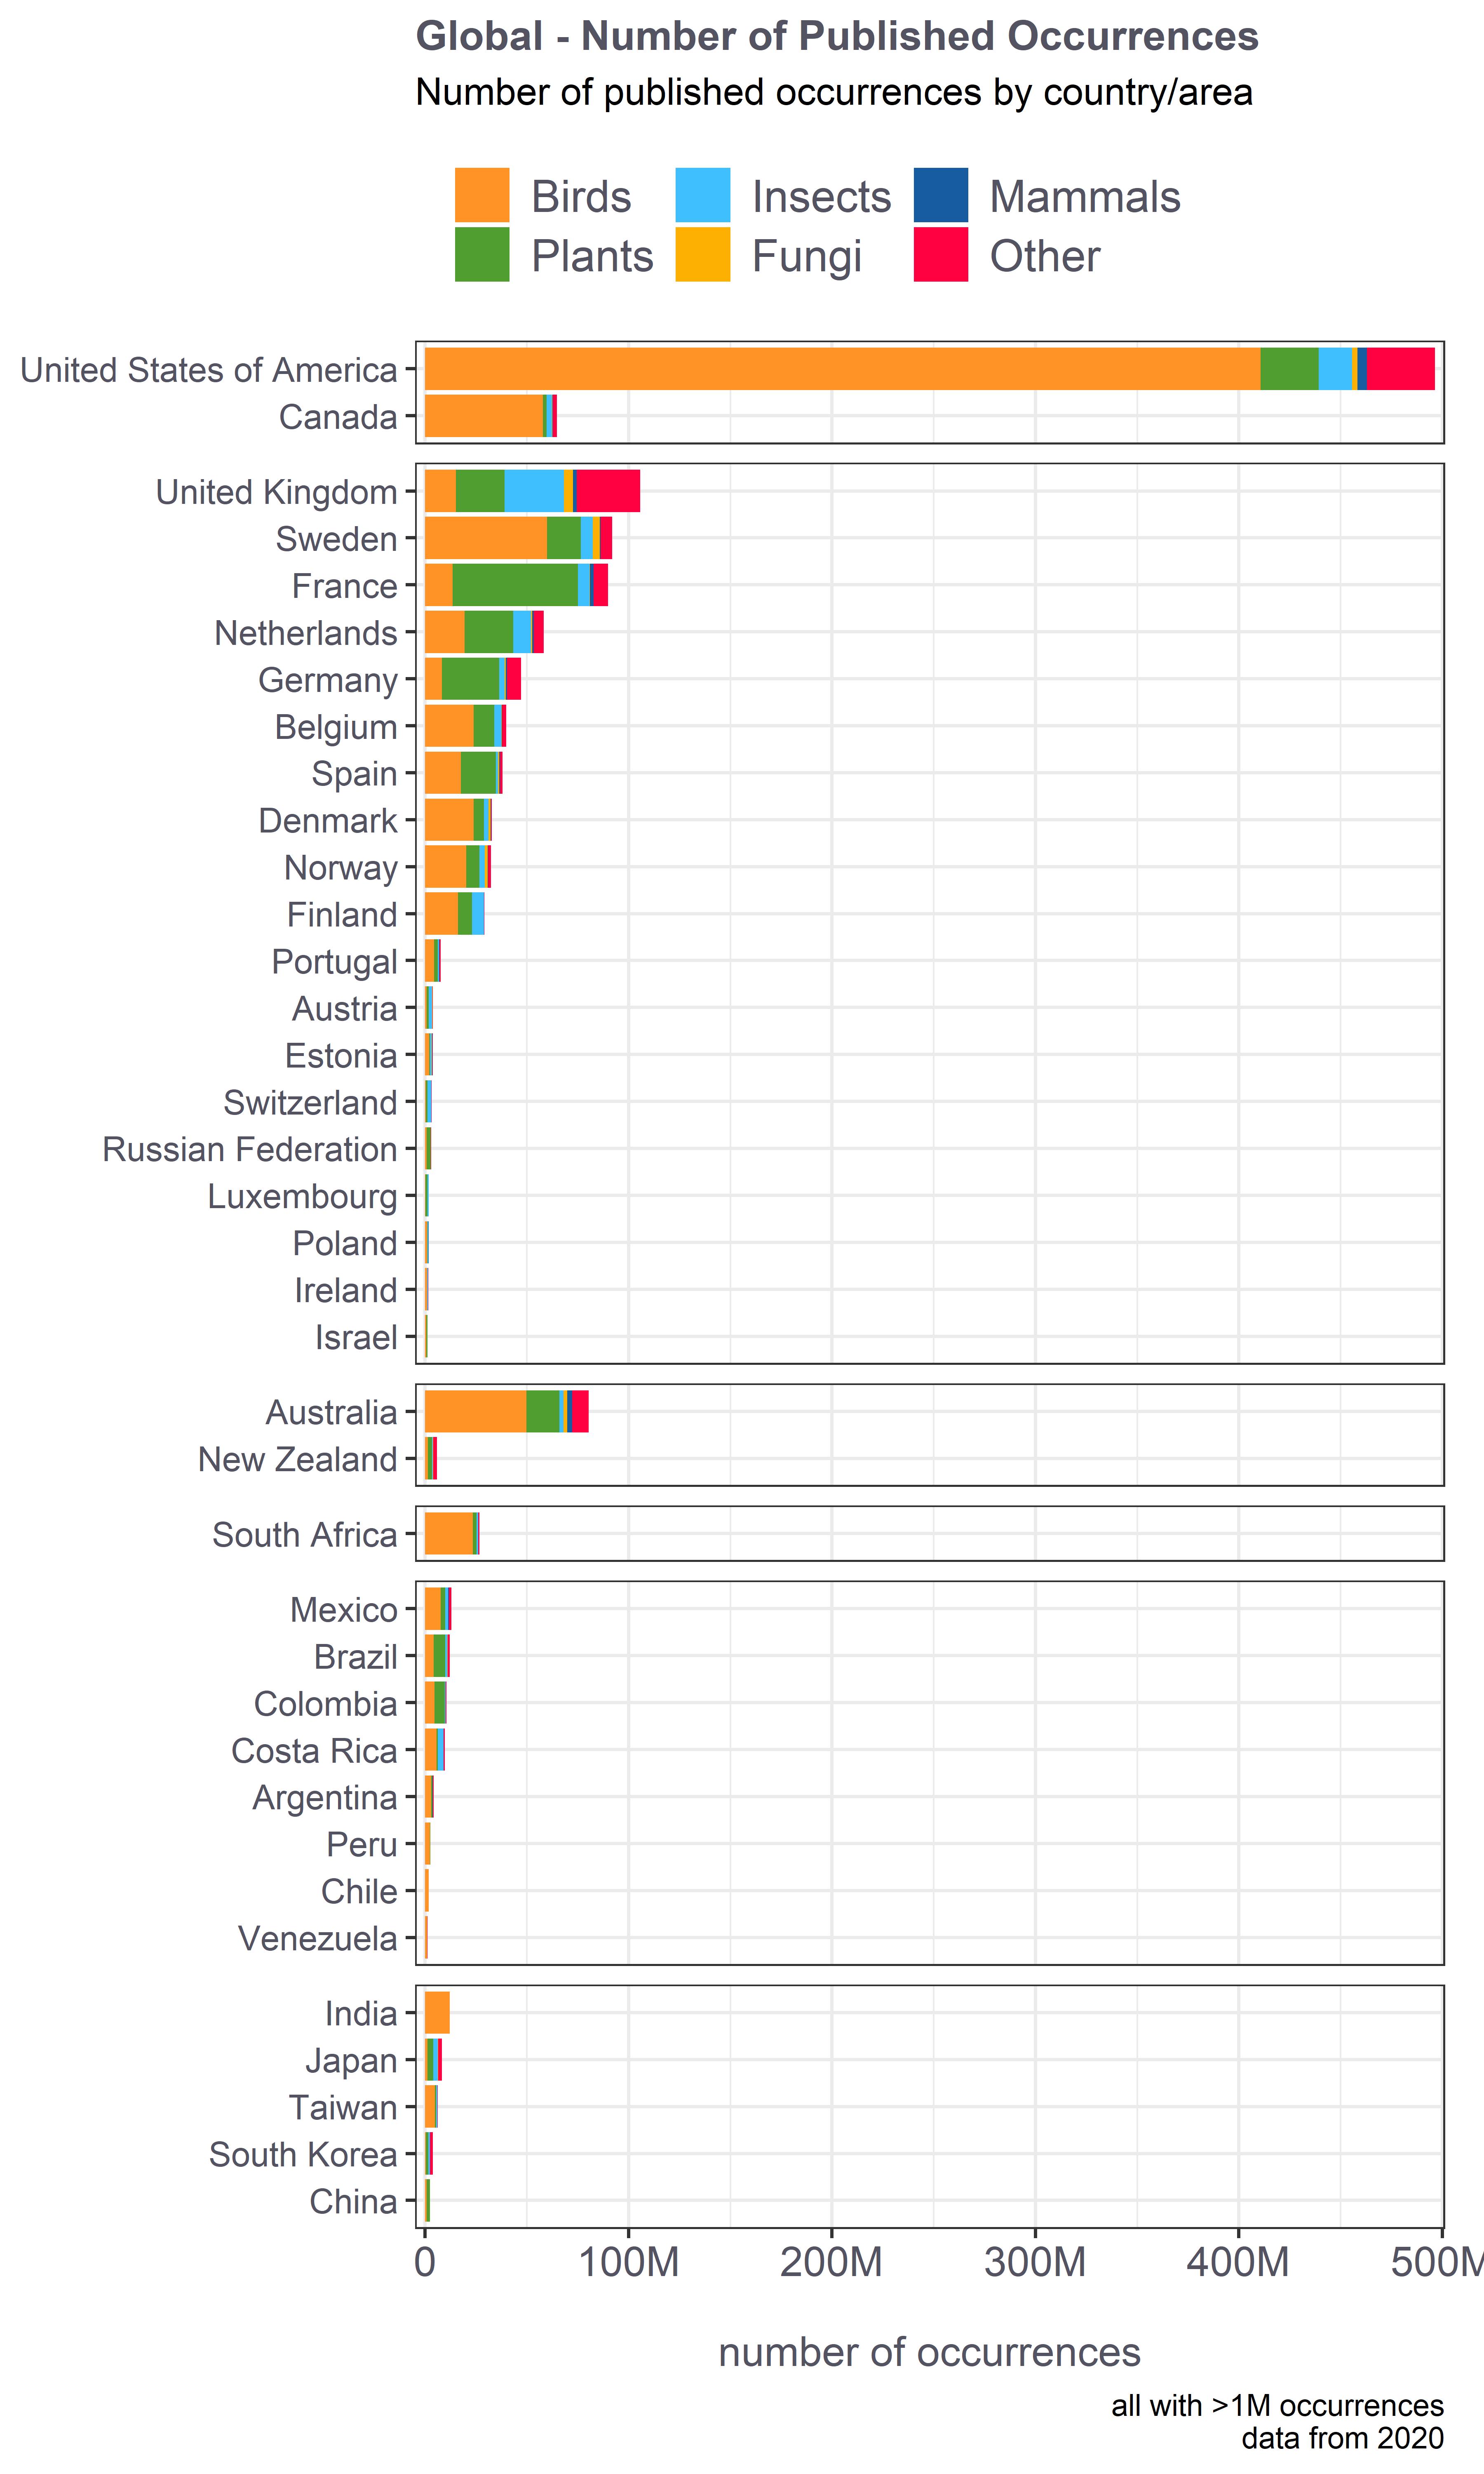 Global - Number of Published Occurrences
Number of published occurrences by country/area
Birds Insects Mammals
Plants Fungi Other
United States of America
Canada
United Kingdom
Sweden
France
Netherlands
Germany
Belgium
Spain
Denmark
Norway
Finland
Portugal
Austria
Estonia
Switzerland
Russian Federation
Luxembourg
Poland
Ireland
Israel
Australia
New Zealand
South Africa
Mexico
Brazil
Colombia
Costa Rica
Argentina
Peru
Chile
Venezuela
India
Japan
Taiwan
South Korea
China
0 100M 200M 300M 400M 500M
number of occurrences
all with >1M occurrences
data from 2020